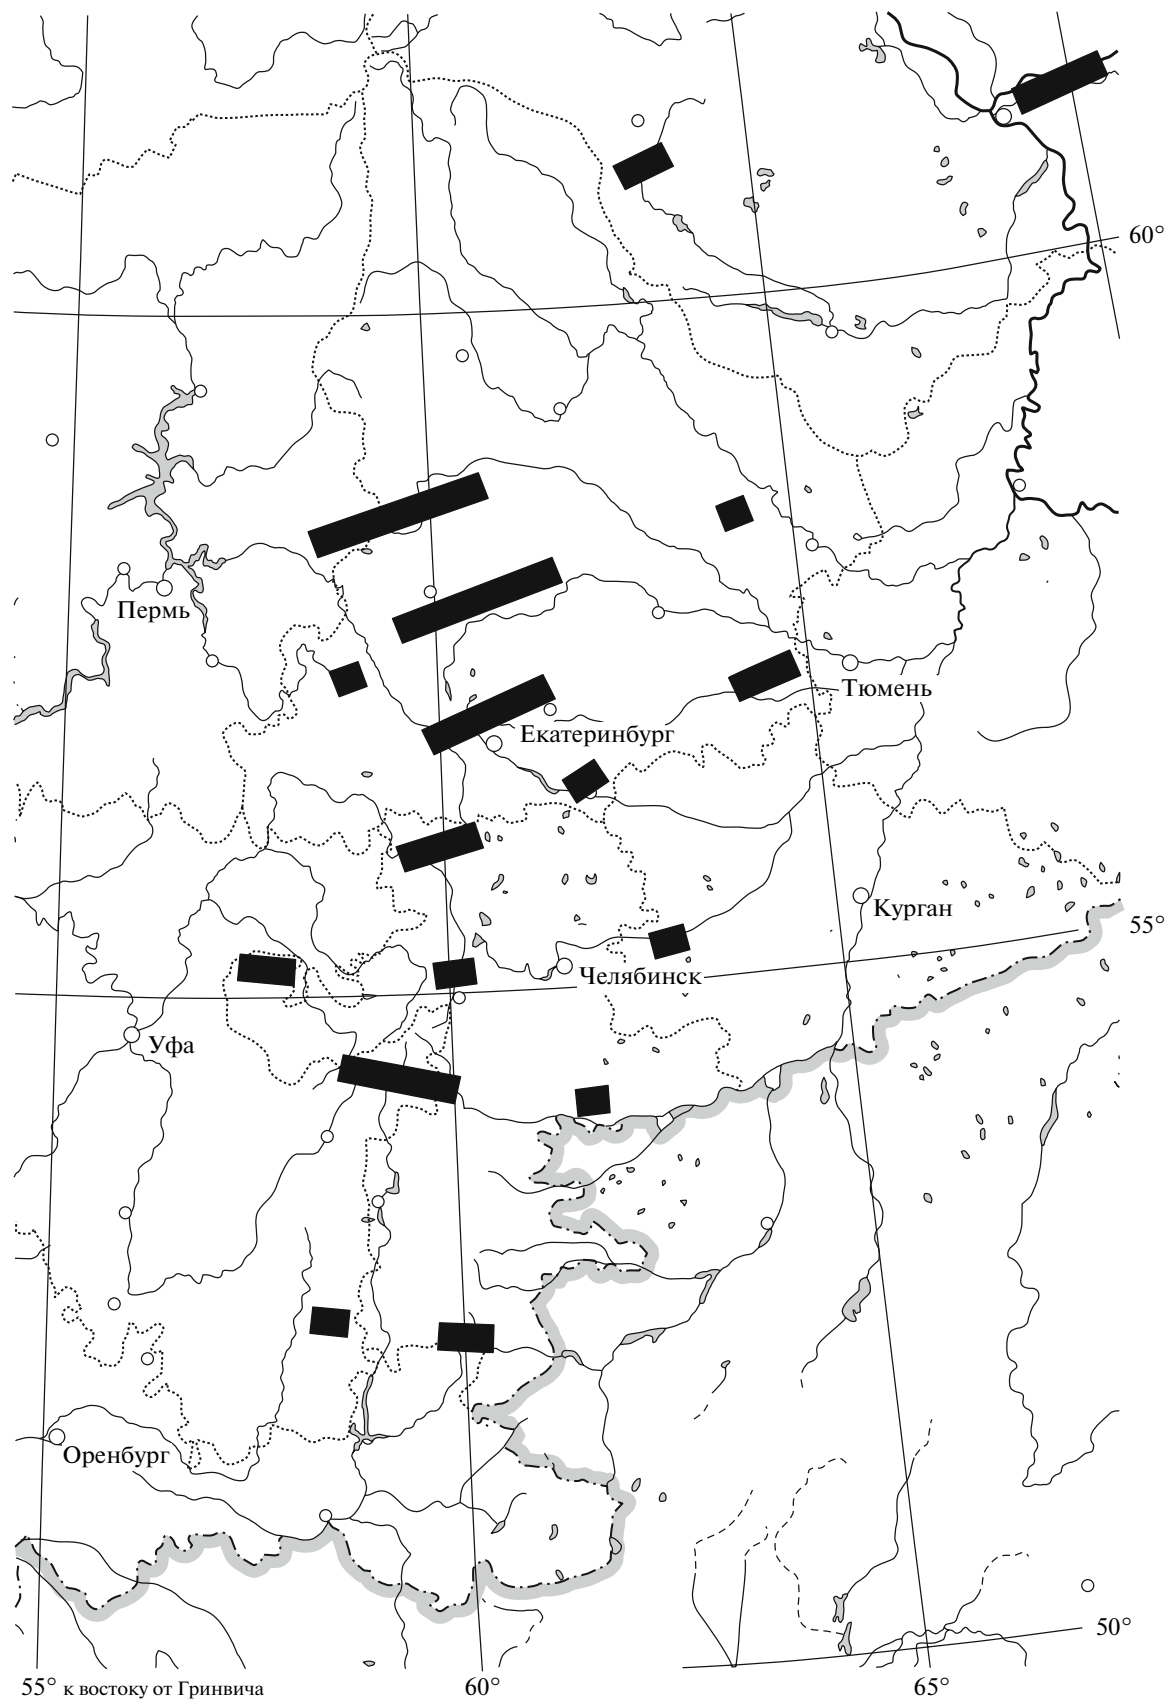 60°
Пермь
Тюмень
Екатеринбург
Курган
55°
Челябинск
Уфа
Оренбург
50°
55° к востоку от Гринвича
60°
65°